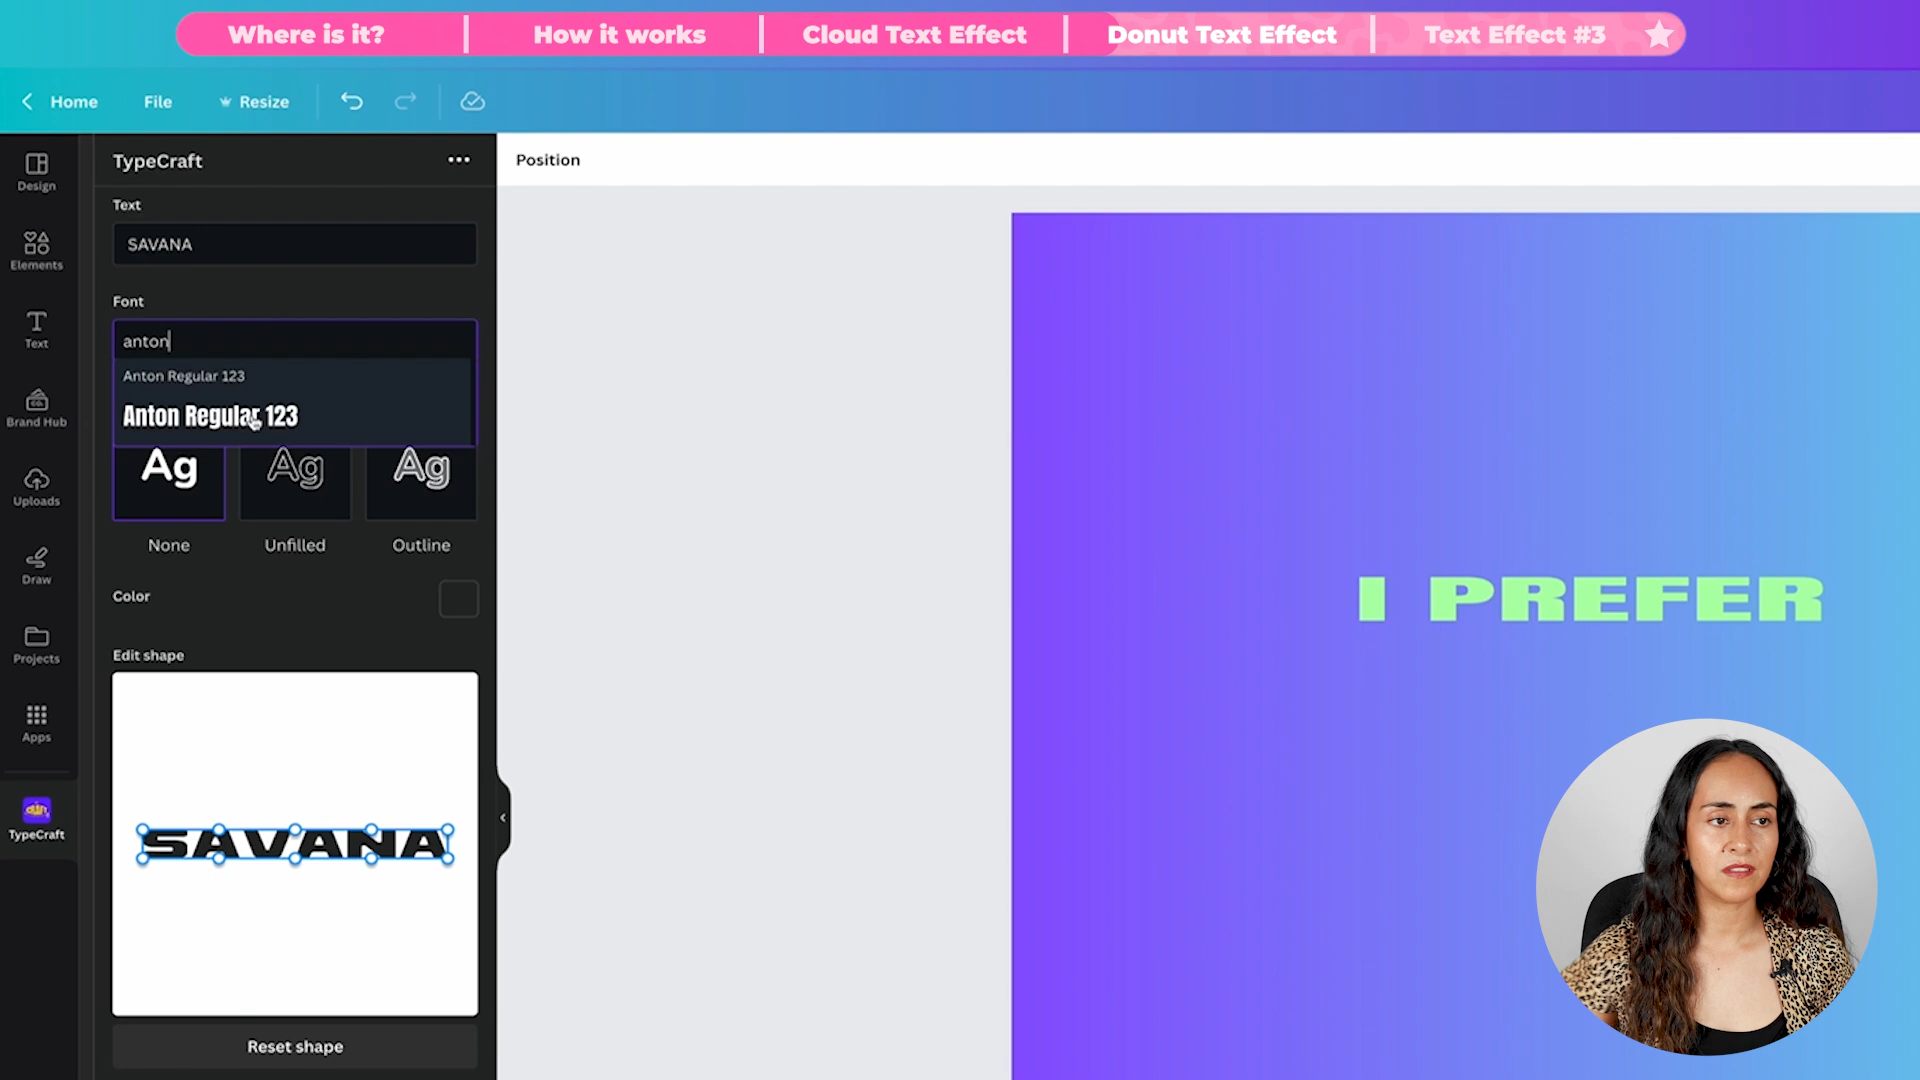 Where is it?
How it works
Cloud Text Effect
Donut Text Effect
Text Effect #3
Home
File
Resize
Design
Elements
Text
Brand Hub
Uploads
Draw
Projects
Apps
TypeCraft
TypeCraft
Text
SAVANA
Font
anton
Anton Regular 123
Anton Regular 123
Ag
Ag
Ag
None
Unfilled
Outline
Color
Edit shape
SAVANA
Reset shape
Position
I PREFER